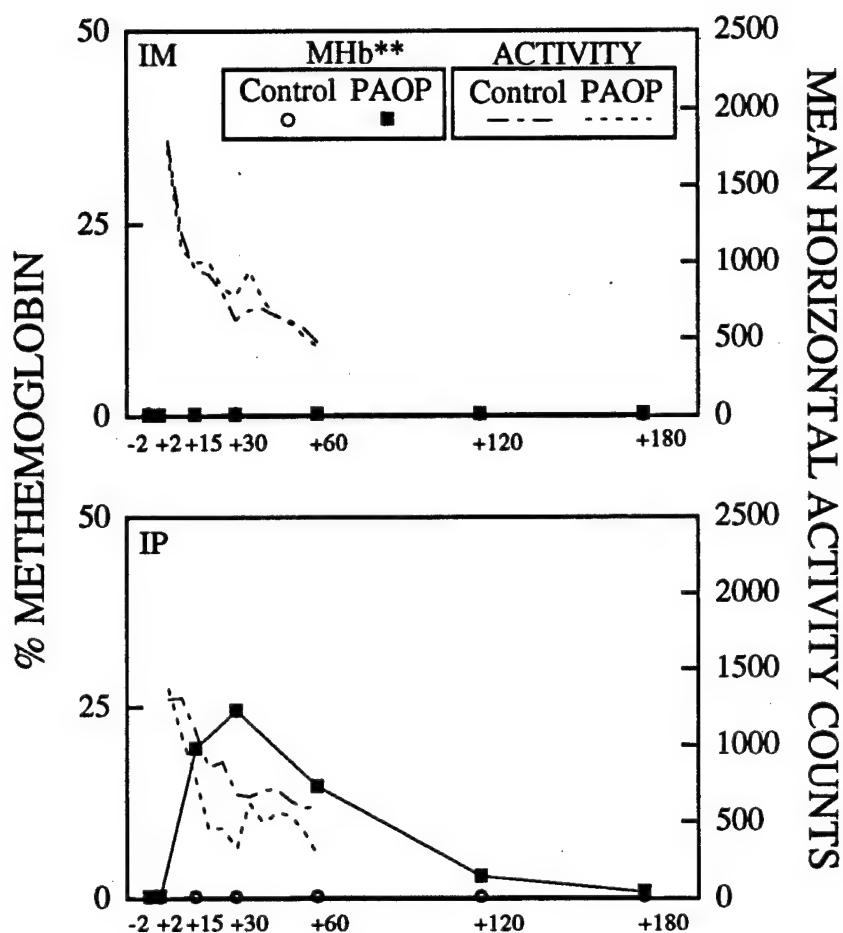 % METHEMOGLOBIN
MEAN HORIZONTAL ACTIVITY COUNTS
IM
MHb** ACTIVITY
Control PAOP Control PAOP
50
25
0
2500
2000
1500
1000
500
0
-2 +2 +15 +30 +60 +120 +180
IP
50
25
0
2500
2000
1500
1000
500
0
-2 +2 +15 +30 +60 +120 +180